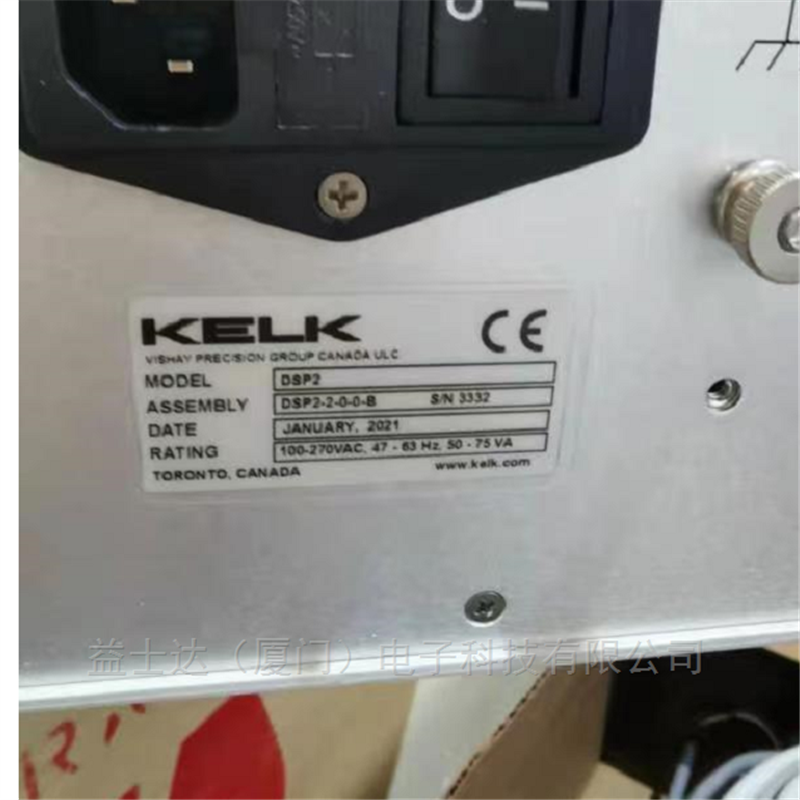 O I
KELK CE
VISHAY PRECISION GROUP CANADA ULC
MODEL DSP2
ASSEMBLY DSP2-2-0-0-B S/N 3332
DATE JANUARY, 2021
RATING 100-270VAC, 47 - 63 Hz, 50 - 75 VA
TORONTO, CANADA www.kelk.com
益士达（厦门）电子科技有限公司